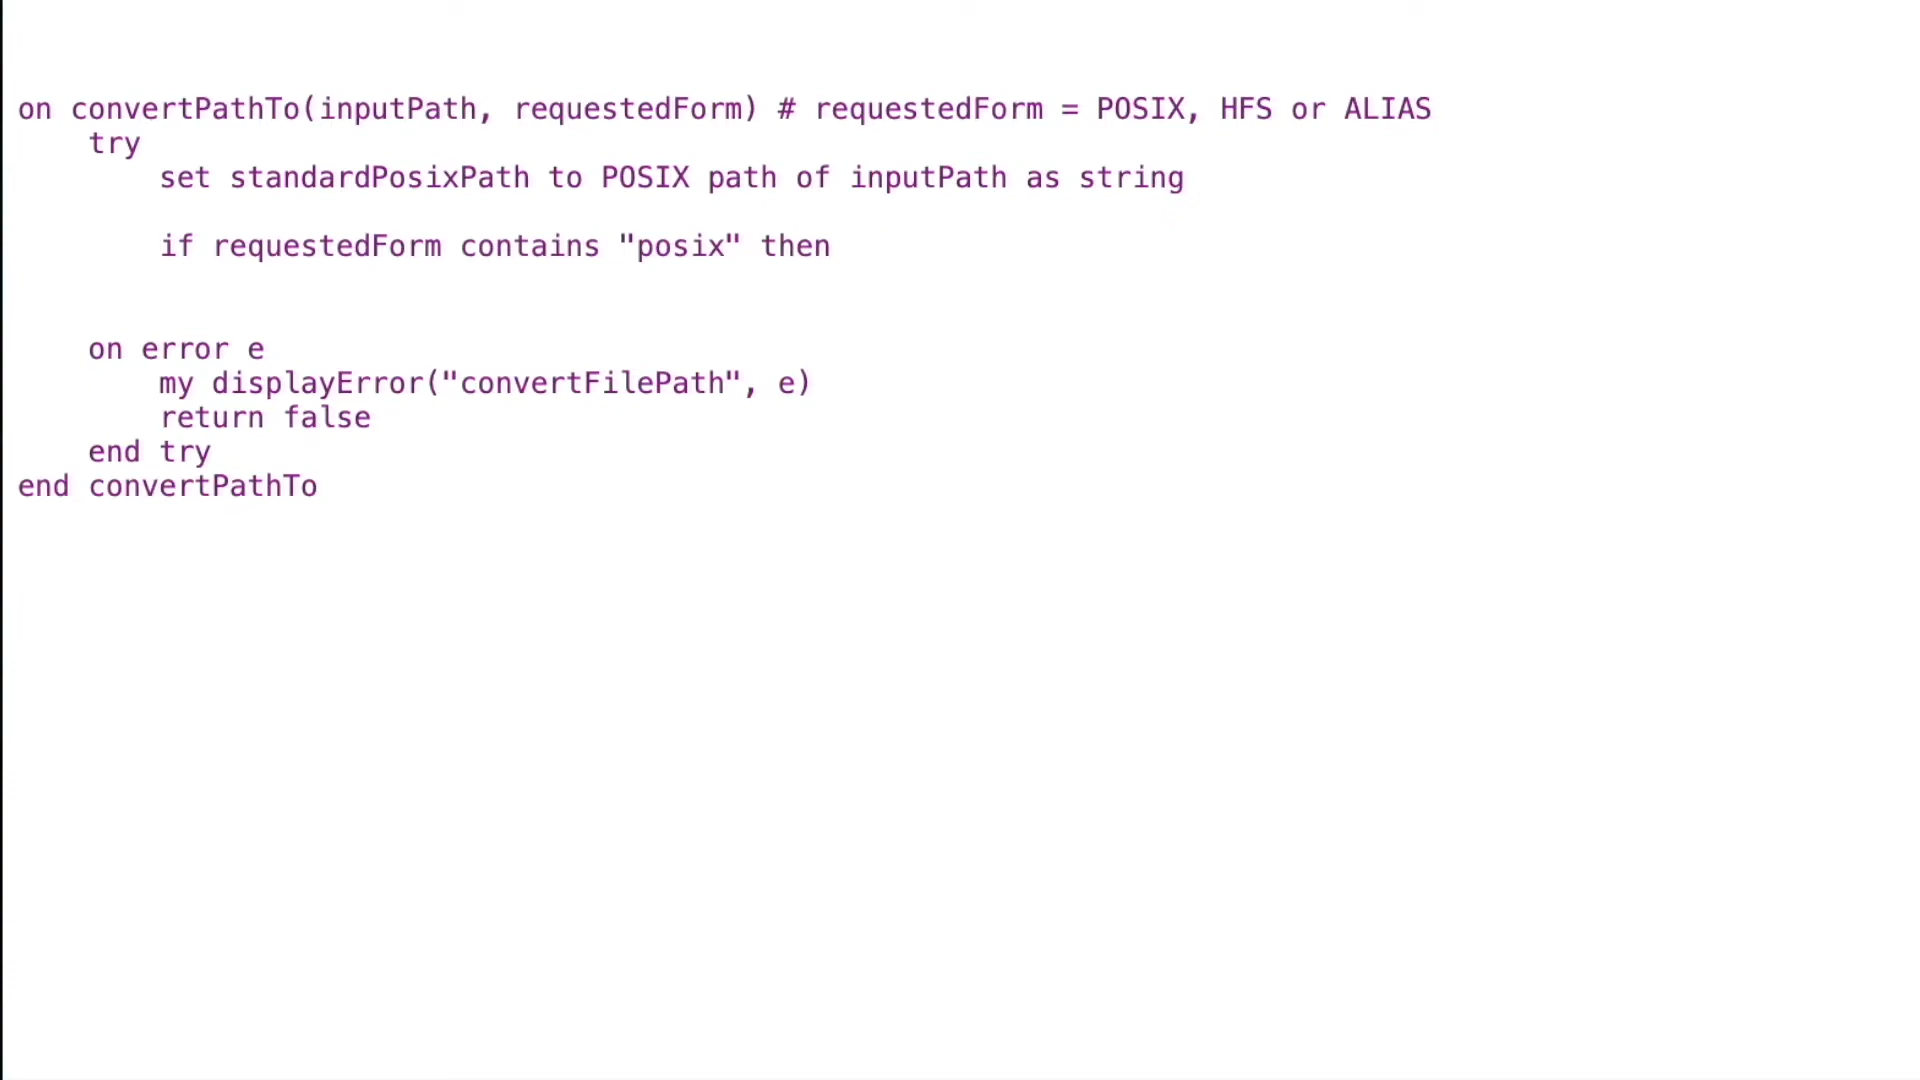 on convertPathTo(inputPath, requestedForm) # requestedForm = POSIX, HFS or ALIAS
    try
        set standardPosixPath to POSIX path of inputPath as string
        if requestedForm contains "posix" then
    on error e
        my displayError("convertFilePath", e)
        return false
    end try
end convertPathTo